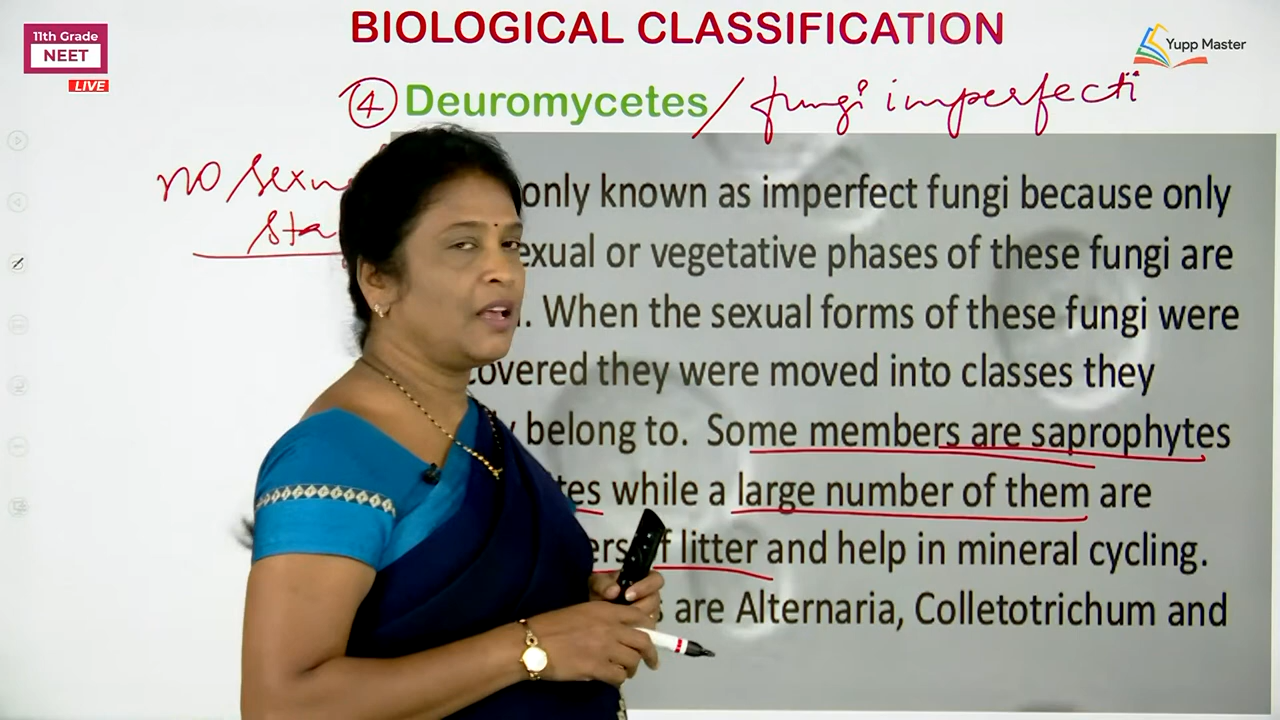 11th Grade
NEET
LIVE
BIOLOGICAL CLASSIFICATION
Yupp Master
4 Deuromycetes / fungi imperfecti
no
only known as imperfect fungi because only
or vegetative phases of these fungi are
When the sexual forms of these fungi were
they were moved into classes they
belong to. Some members are saprophytes
while a large number of them are
litter and help in mineral cycling.
are Alternaria, Colletotrichum and